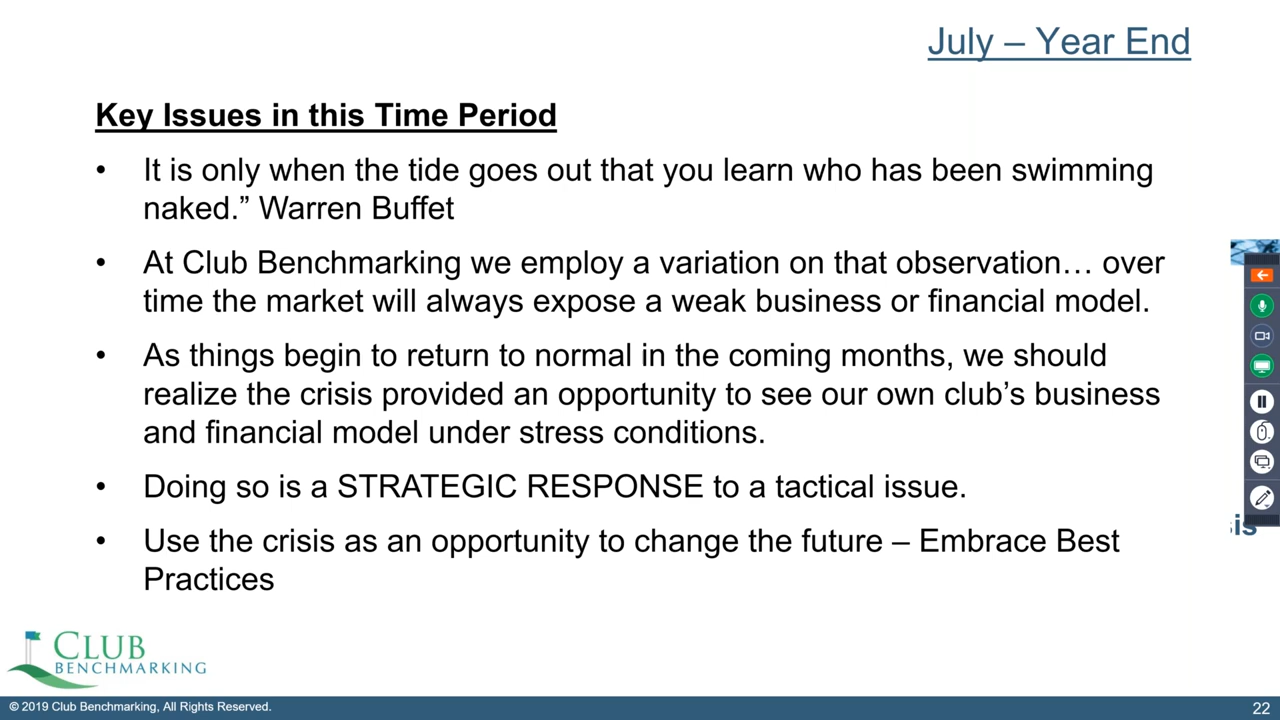 July – Year End
Key Issues in this Time Period
• It is only when the tide goes out that you learn who has been swimming
naked.” Warren Buffet
• At Club Benchmarking we employ a variation on that observation… over
time the market will always expose a weak business or financial model.
• As things begin to return to normal in the coming months, we should
realize the crisis provided an opportunity to see our own club’s business
and financial model under stress conditions.
• Doing so is a STRATEGIC RESPONSE to a tactical issue.
• Use the crisis as an opportunity to change the future – Embrace Best
Practices
CLUB
BENCHMARKING
© 2019 Club Benchmarking, All Rights Reserved.
22